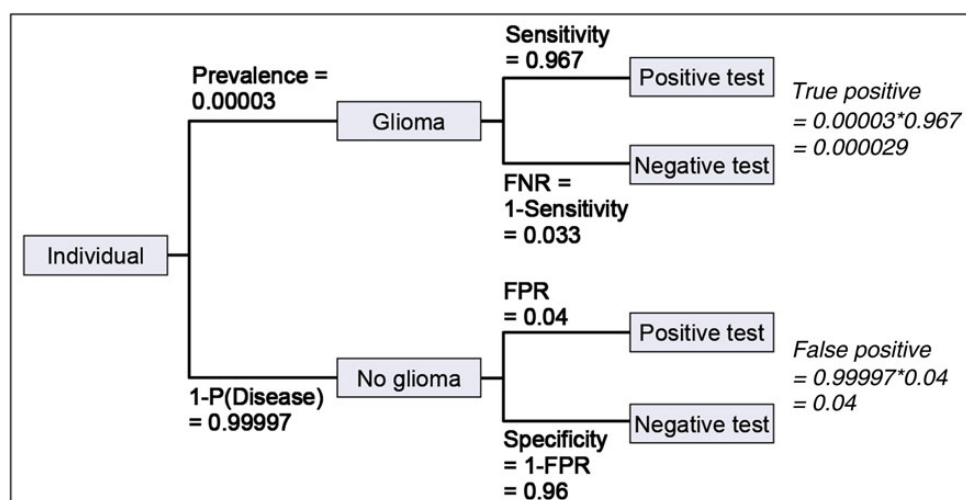 Sensitivity
= 0.967
Prevalence =
0.00003
Positive test
True positive
= 0.00003*0.967
= 0.000029
Glioma
Negative test
FNR =
1-Sensitivity
= 0.033
Individual
FPR
= 0.04
Positive test
False positive
= 0.99997*0.04
= 0.04
No glioma
1-P(Disease)
= 0.99997
Negative test
Specificity
= 1-FPR
= 0.96